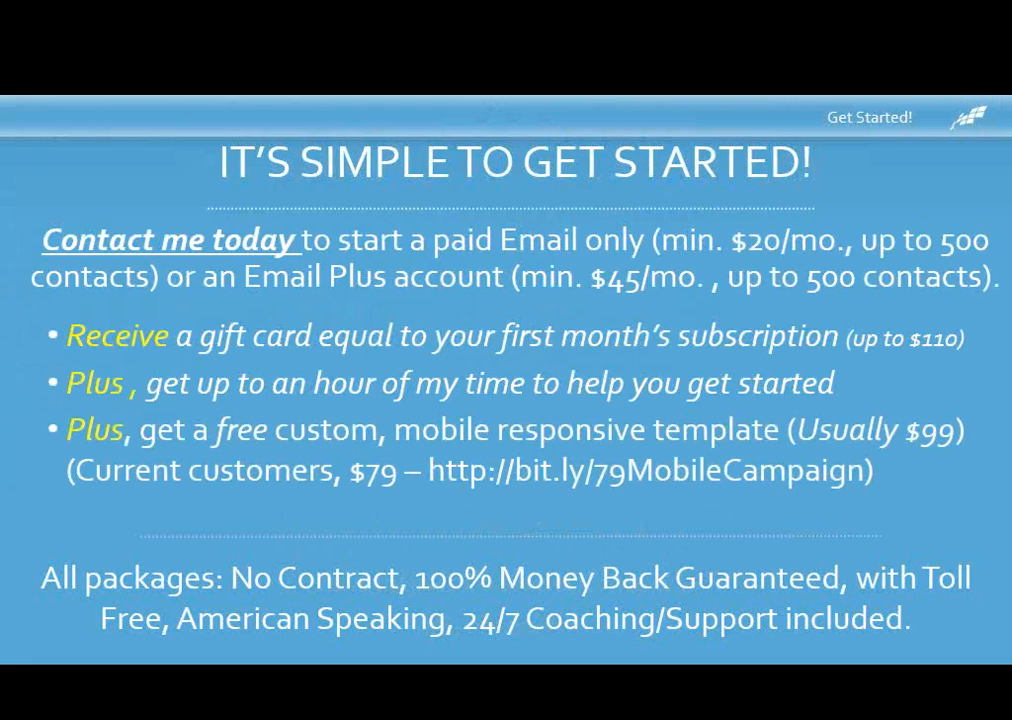 Get Started!
IT'S SIMPLE TO GET STARTED!
Contact me today to start a paid Email only (min. $20/mo., up to 500
contacts) or an Email Plus account (min. $45/mo. , up to 500 contacts).
• Receive a gift card equal to your first month's subscription (up to $110)
• Plus , get up to an hour of my time to help you get started
• Plus, get a free custom, mobile responsive template (Usually $99)
(Current customers, $79 – http://bit.ly/79MobileCampaign)
All packages: No Contract, 100% Money Back Guaranteed, with Toll
Free, American Speaking, 24/7 Coaching/Support included.